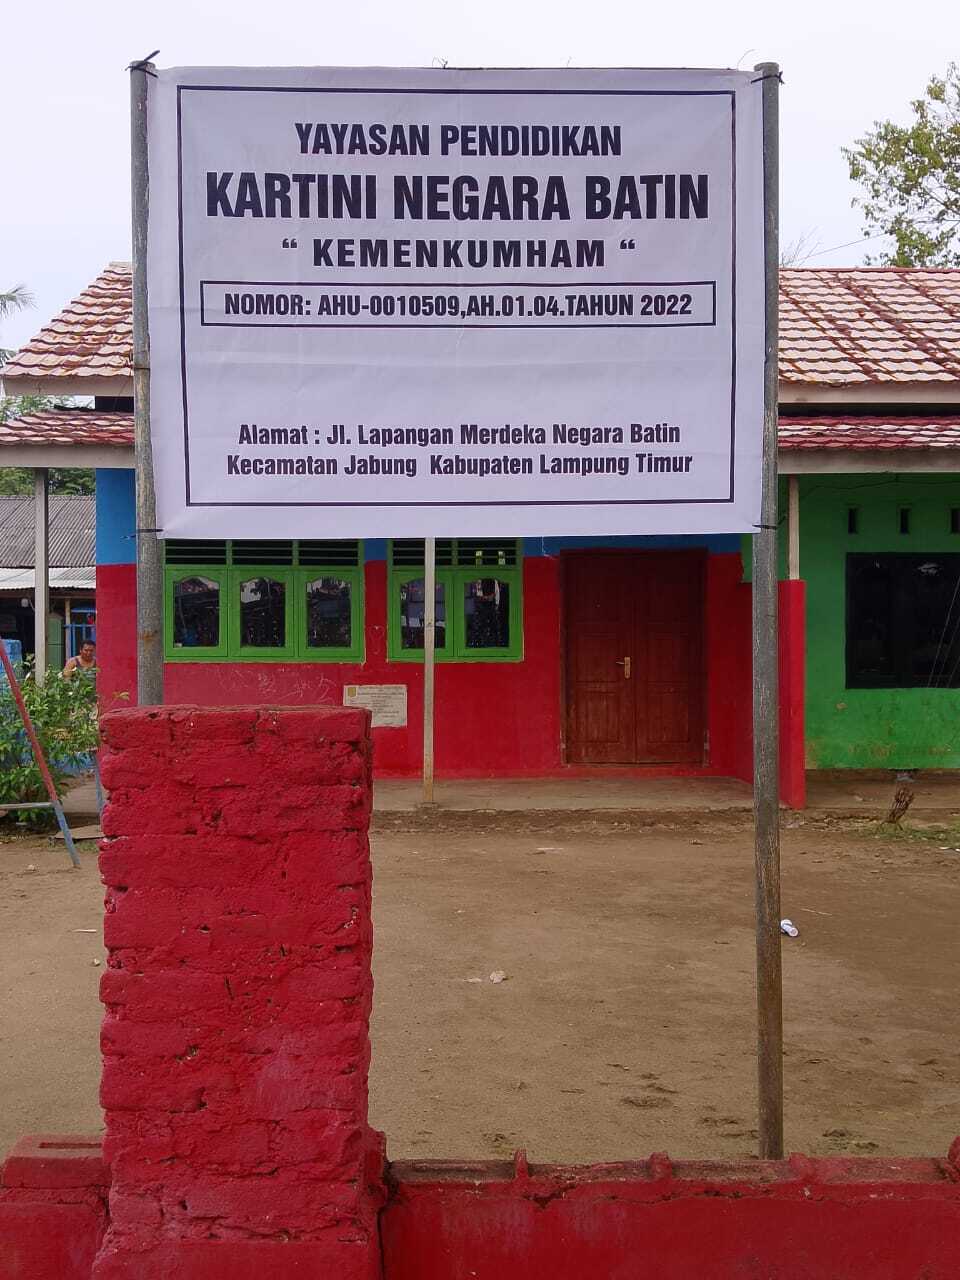 YAYASAN PENDIDIKAN
KARTINI NEGARA BATIN
“ KEMENKUMHAM “
NOMOR: AHU-0010509,AH.01.04.TAHUN 2022
Alamat : Jl. Lapangan Merdeka Negara Batin
Kecamatan Jabung Kabupaten Lampung Timur